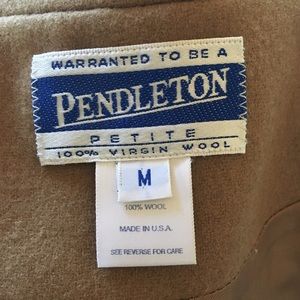 WARRANTED TO BE A
PENDLETON
PETITE
100% VIRGIN WOOL
M
100% WOOL
MADE IN U.S.A.
SEE REVERSE FOR CARE